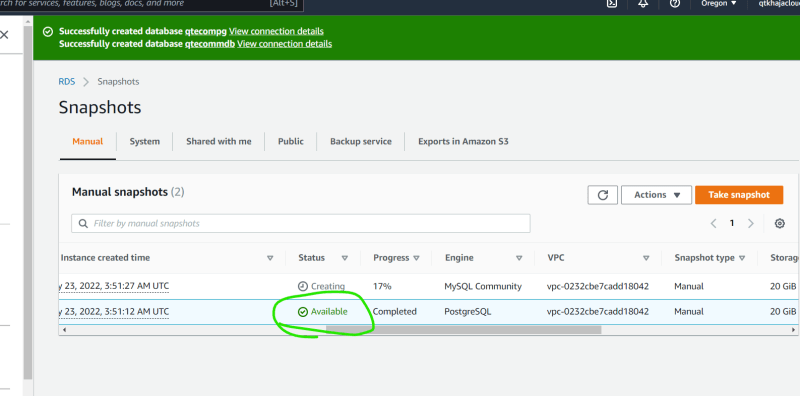 rch for services, features, blogs, docs, and more [Alt+S] Oregon ▼ qtkhajacloud
Successfully created database qtecompg View connection details
Successfully created database qtecommdb View connection details
RDS > Snapshots
Snapshots
Manual System Shared with me Public Backup service Exports in Amazon S3
Manual snapshots (2) Actions ▼ Take snapshot
Filter by manual snapshots 1
Instance created time Status Progress Engine VPC Snapshot type Storag
y 23, 2022, 3:51:27 AM UTC Creating 17% MySQL Community vpc-0232cbe7cadd18042 Manual 20 GiB
y 23, 2022, 3:51:12 AM UTC Available Completed PostgreSQL vpc-0232cbe7cadd18042 Manual 20 GiB